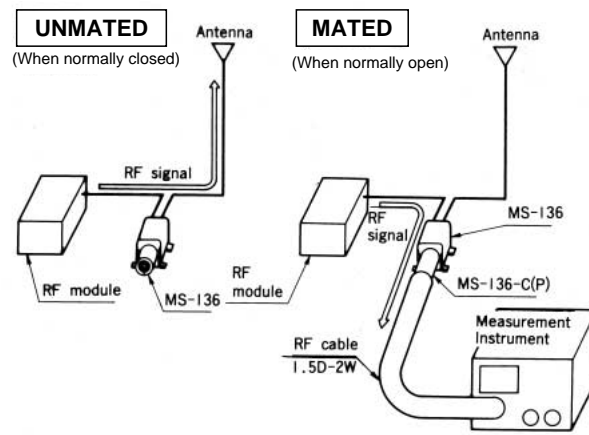 UNMATED
(When normally closed)
Antenna
RF signal
RF module
MS-136
MATED
(When normally open)
Antenna
RF
signal
RF
module
MS-136
MS-136-C(P)
RF cable
1.5D-2W
Measurement
Instrument